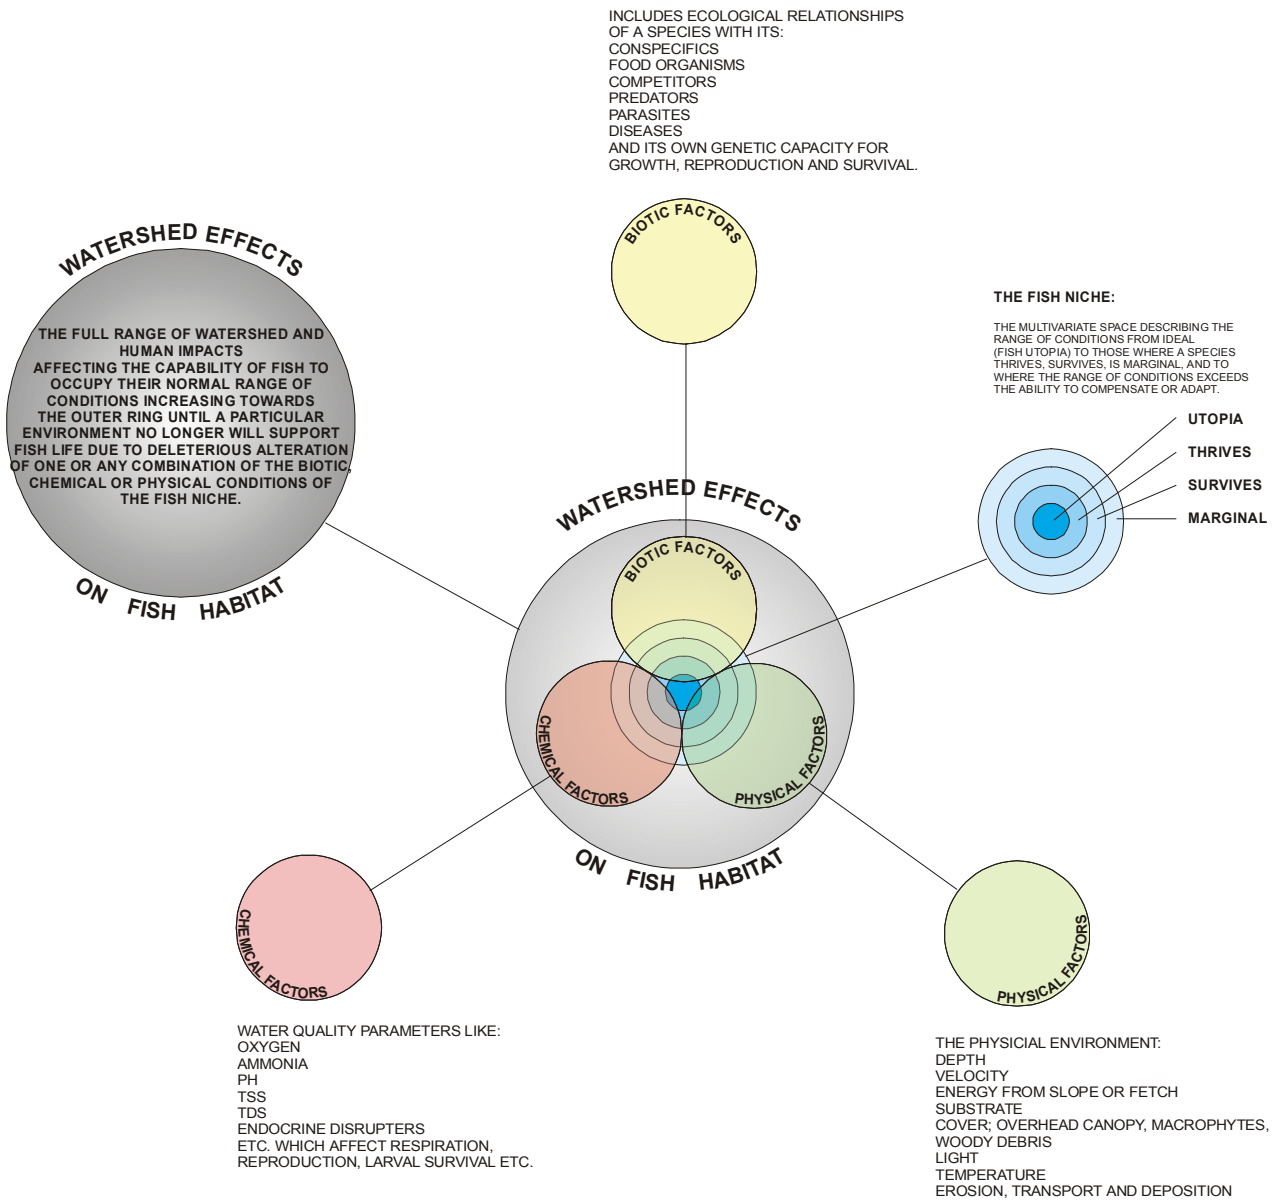 INCLUDES ECOLOGICAL RELATIONSHIPS
OF A SPECIES WITH ITS:
CONSPECIFICS
FOOD ORGANISMS
COMPETITORS
PREDATORS
PARASITES
DISEASES
AND ITS OWN GENETIC CAPACITY FOR
GROWTH, REPRODUCTION AND SURVIVAL.
BIOTIC FACTORS
WATERSHED EFFECTS
THE FULL RANGE OF WATERSHED AND
HUMAN IMPACTS
AFFECTING THE CAPABILITY OF FISH TO
OCCUPY THEIR NORMAL RANGE OF
CONDITIONS INCREASING TOWARDS
THE OUTER RING UNTIL A PARTICULAR
ENVIRONMENT NO LONGER WILL SUPPORT
FISH LIFE DUE TO DELETERIOUS ALTERATION
OF ONE OR ANY COMBINATION OF THE BIOTIC,
CHEMICAL OR PHYSICAL CONDITIONS OF
THE FISH NICHE.
ON FISH HABITAT
THE FISH NICHE:
THE MULTIVARIATE SPACE DESCRIBING THE
RANGE OF CONDITIONS FROM IDEAL
(FISH UTOPIA) TO THOSE WHERE A SPECIES
THRIVES, SURVIVES, IS MARGINAL, AND TO
WHERE THE RANGE OF CONDITIONS EXCEEDS
THE ABILITY TO COMPENSATE OR ADAPT.
UTOPIA
THRIVES
SURVIVES
MARGINAL
WATERSHED EFFECTS
BIOTIC FACTORS
CHEMICAL FACTORS
PHYSICAL FACTORS
ON FISH HABITAT
CHEMICAL FACTORS
WATER QUALITY PARAMETERS LIKE:
OXYGEN
AMMONIA
PH
TSS
TDS
ENDOCRINE DISRUPTERS
ETC. WHICH AFFECT RESPIRATION,
REPRODUCTION, LARVAL SURVIVAL ETC.
PHYSICAL FACTORS
THE PHYSICIAL ENVIRONMENT:
DEPTH
VELOCITY
ENERGY FROM SLOPE OR FETCH
SUBSTRATE
COVER; OVERHEAD CANOPY, MACROPHYTES,
WOODY DEBRIS
LIGHT
TEMPERATURE
EROSION, TRANSPORT AND DEPOSITION